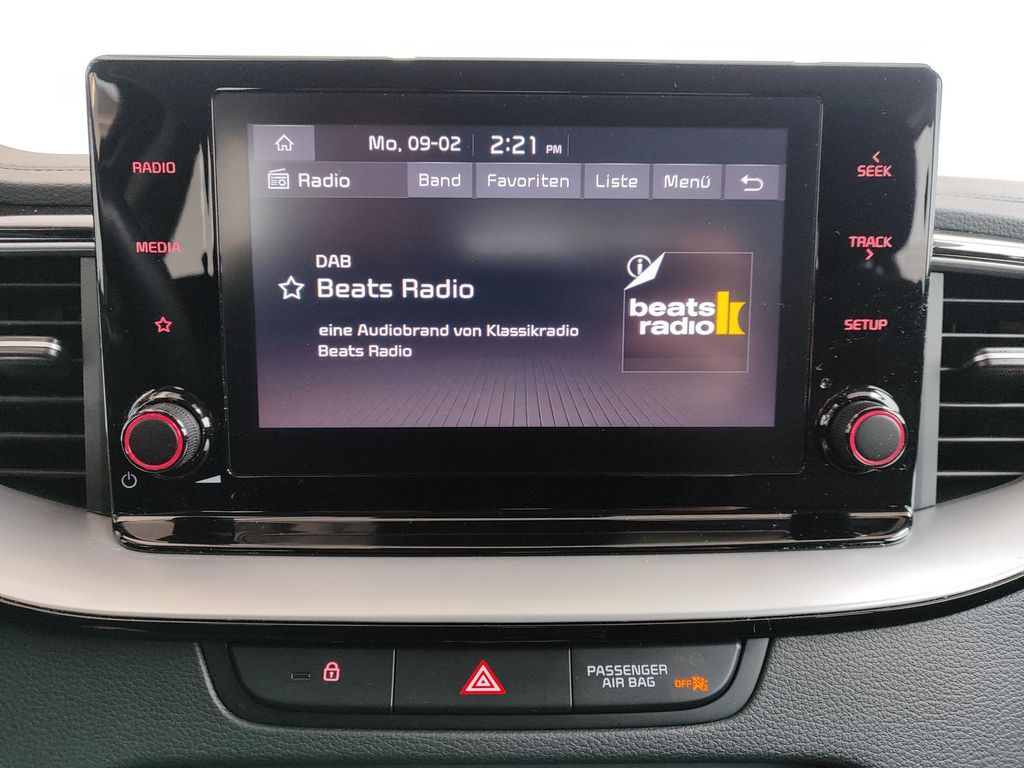 Mo, 09-02 2:21 PM
Radio Band Favoriten Liste Menü
RADIO
MEDIA
DAB
Beats Radio
eine Audiobrand von Klassikradio
Beats Radio
beats
radio
SEEK
TRACK
SETUP
PASSENGER
AIR BAG OFF